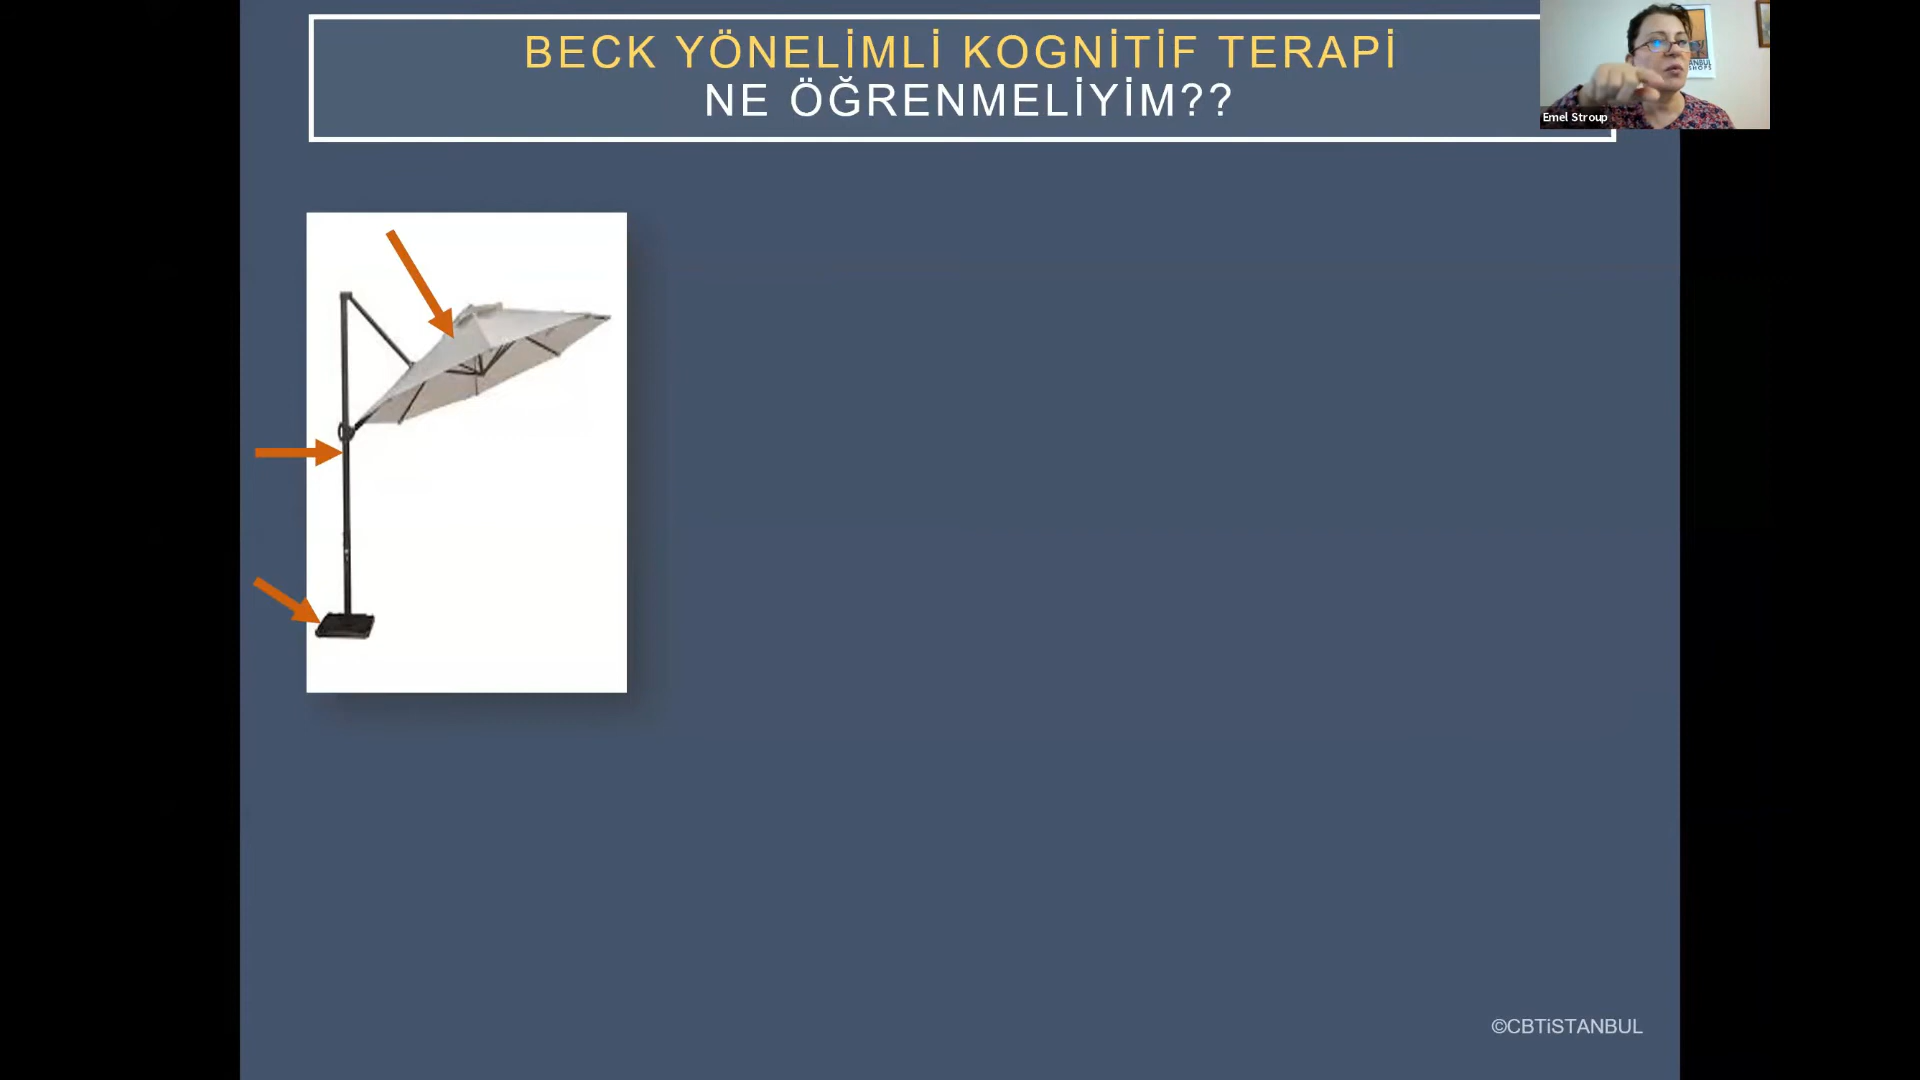 BECK YÖNELİMLİ KOGNİTİF TERAPİ
NE ÖĞRENMELİYİM??
Emel Stroup
©CBTiSTANBUL